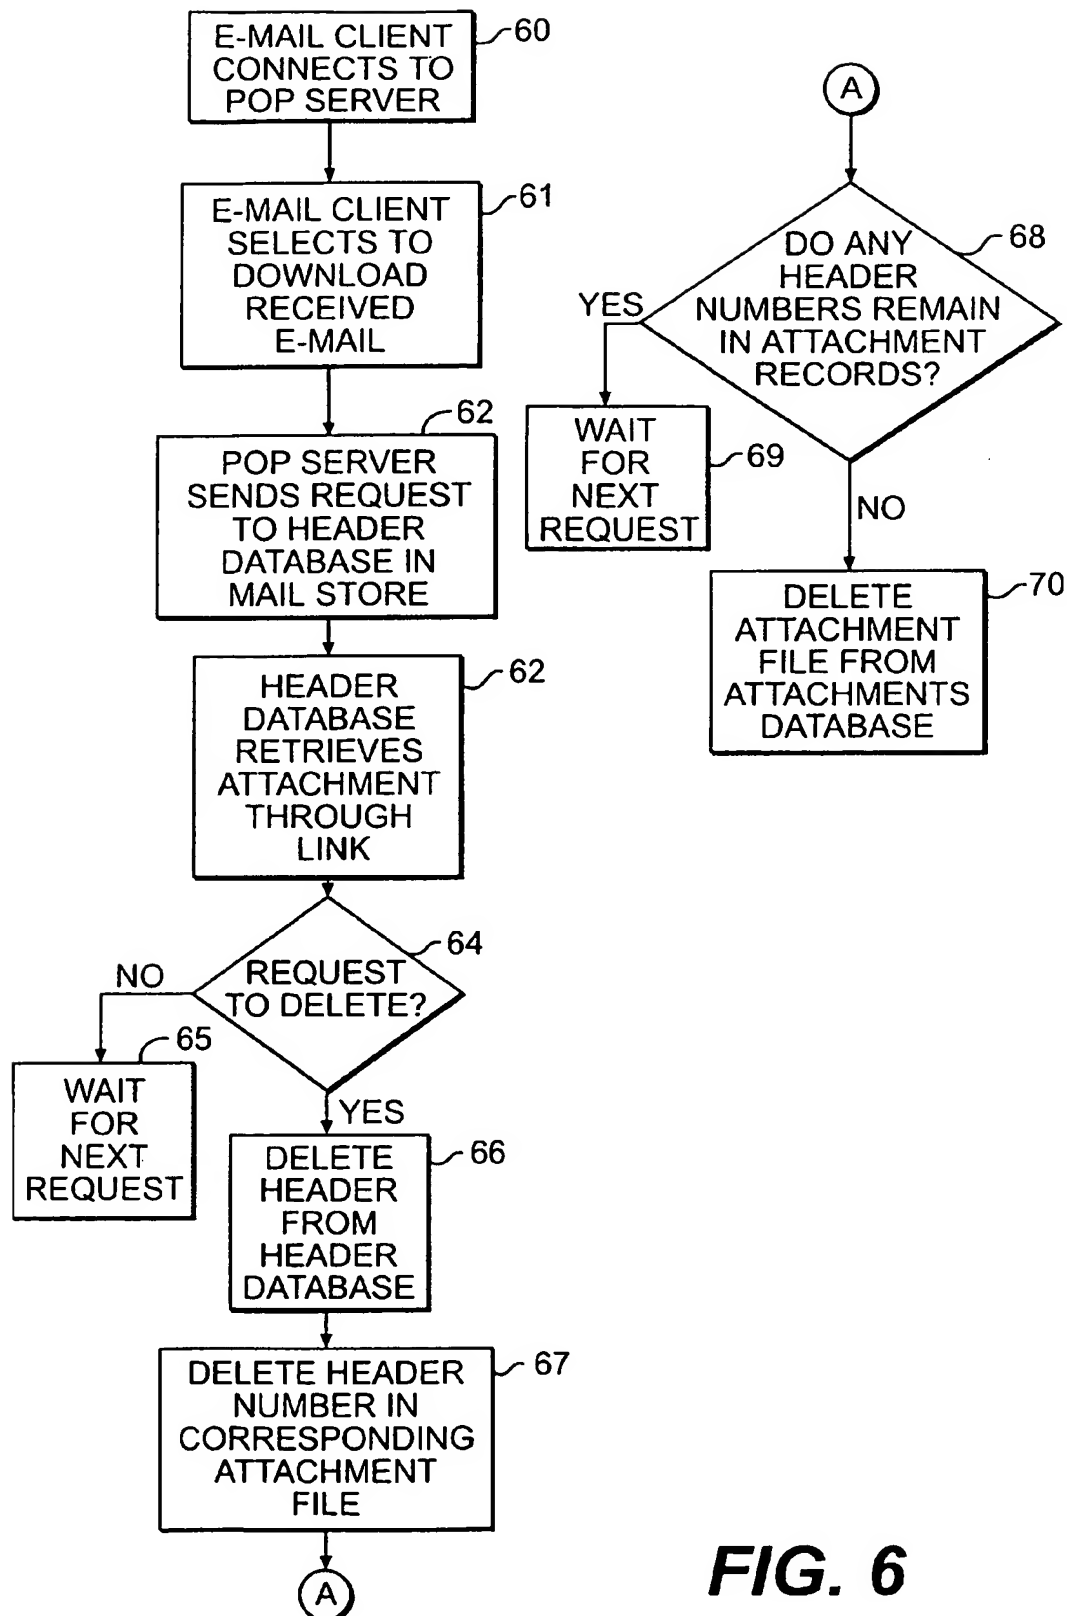 E-MAIL CLIENT
CONNECTS TO
POP SERVER
60
E-MAIL CLIENT
SELECTS TO
DOWNLOAD
RECEIVED
E-MAIL
61
POP SERVER
SENDS REQUEST
TO HEADER
DATABASE IN
MAIL STORE
62
HEADER
DATABASE
RETRIEVES
ATTACHMENT
THROUGH
LINK
62
REQUEST
TO DELETE?
64
NO
65
WAIT
FOR
NEXT
REQUEST
YES
DELETE
HEADER
FROM
HEADER
DATABASE
66
DELETE HEADER
NUMBER IN
CORRESPONDING
ATTACHMENT
FILE
67
A
A
DO ANY
HEADER
NUMBERS REMAIN
IN ATTACHMENT
RECORDS?
68
YES
WAIT
FOR
NEXT
REQUEST
69
NO
DELETE
ATTACHMENT
FILE FROM
ATTACHMENTS
DATABASE
70
FIG. 6